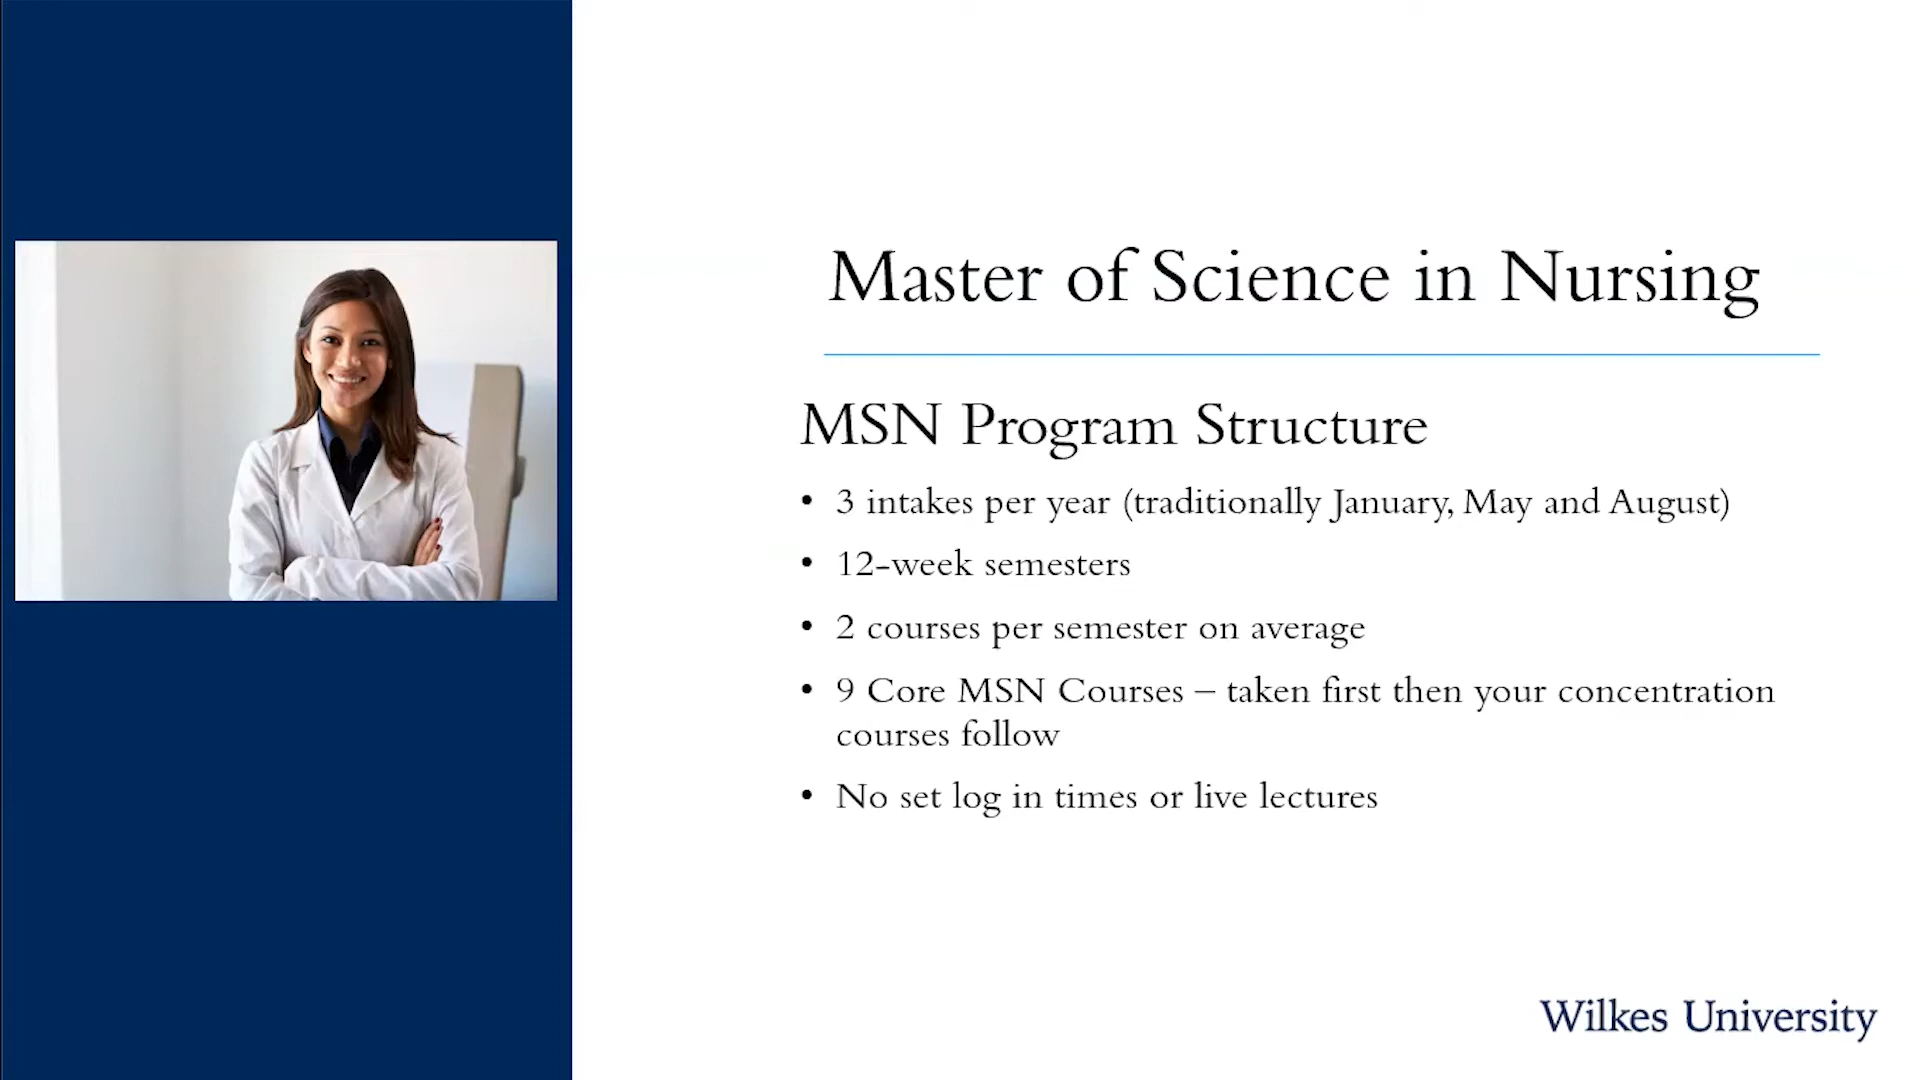 Master of Science in Nursing
MSN Program Structure
• 3 intakes per year (traditionally January, May and August)
• 12-week semesters
• 2 courses per semester on average
• 9 Core MSN Courses – taken first then your concentration
courses follow
• No set log in times or live lectures
Wilkes University